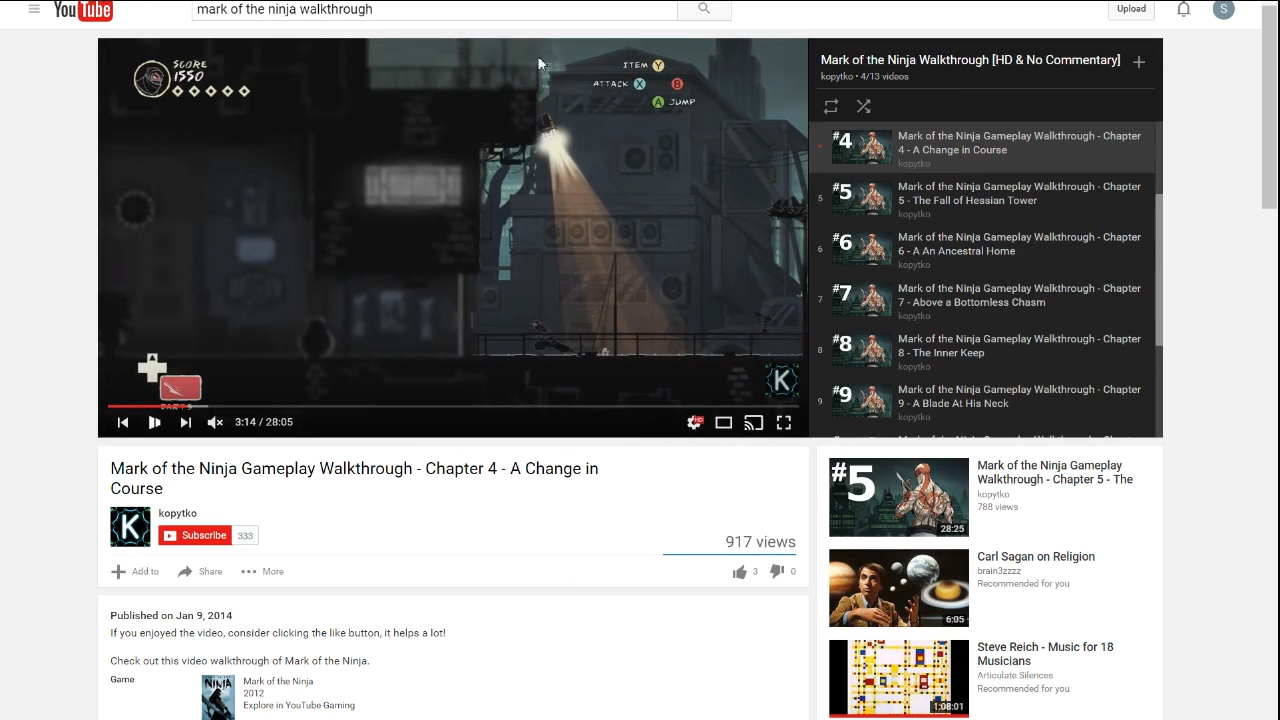 YouTube
mark of the ninja walkthrough
Upload
S
SCORE
1550
ITEM Y
ATTACK X B
A JUMP
K
3:14 / 28:05
HD
Mark of the Ninja Walkthrough [HD & No Commentary]
kopytko • 4/13 videos
#4
Mark of the Ninja Gameplay Walkthrough - Chapter
4 - A Change in Course
kopytko
5
#5
Mark of the Ninja Gameplay Walkthrough - Chapter
5 - The Fall of Hessian Tower
kopytko
6
#6
Mark of the Ninja Gameplay Walkthrough - Chapter
6 - A An Ancestral Home
kopytko
7
#7
Mark of the Ninja Gameplay Walkthrough - Chapter
7 - Above a Bottomless Chasm
kopytko
8
#8
Mark of the Ninja Gameplay Walkthrough - Chapter
8 - The Inner Keep
kopytko
9
#9
Mark of the Ninja Gameplay Walkthrough - Chapter
9 - A Blade At His Neck
kopytko
Mark of the Ninja Gameplay Walkthrough - Chapter 4 - A Change in
Course
K
kopytko
Subscribe 333
917 views
Add to Share More 3 0
Published on Jan 9, 2014
If you enjoyed the video, consider clicking the like button, it helps a lot!
Check out this video walkthrough of Mark of the Ninja.
Game
NINJA
Mark of the Ninja
2012
Explore in YouTube Gaming
#5
28:25
Mark of the Ninja Gameplay
Walkthrough - Chapter 5 - The
kopytko
788 views
6:05
Carl Sagan on Religion
brain3zzzz
Recommended for you
1:08:01
Steve Reich - Music for 18
Musicians
Articulate Silences
Recommended for you